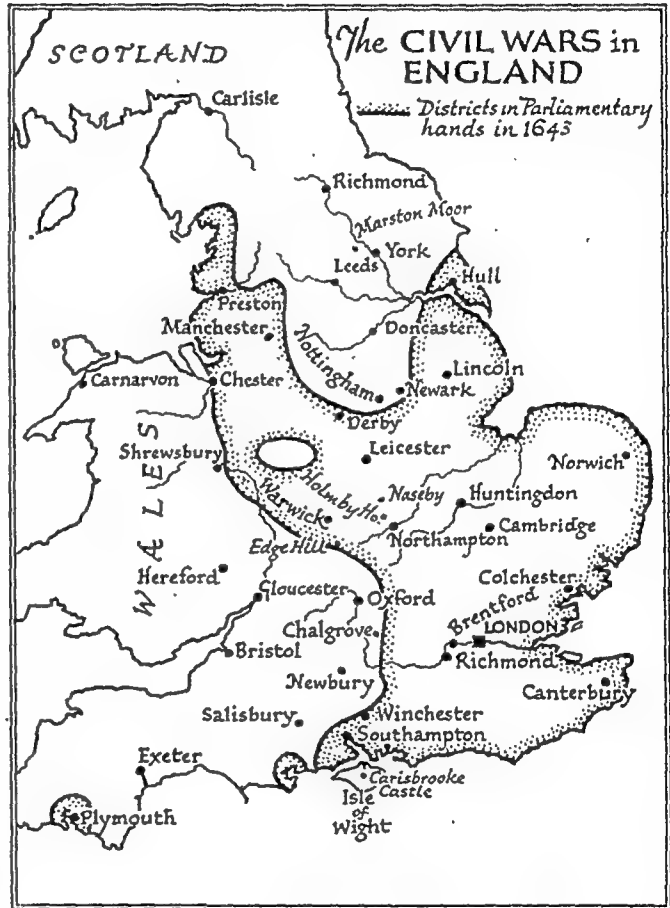 SCOTLAND
The CIVIL WARS in
ENGLAND
Districts in Parliamentary
hands in 1643
Carlisle
Richmond
Marston Moor
York
Leeds
Hull
Preston
Manchester
Doncaster
Nottingham
Lincoln
Carnarvon
Chester
Newark
Derby
Shrewsbury
Leicester
Norwich
WALES
Holmby Ho.
Naseby
Huntingdon
Warwick
Northampton
Cambridge
Edge Hill
Hereford
Colchester
Gloucester
Oxford
Brentford
LONDON
Chalgrove
Bristol
Richmond
Newbury
Canterbury
Salisbury
Winchester
Southampton
Exeter
Carisbrooke
Castle
Isle
of
Wight
Plymouth